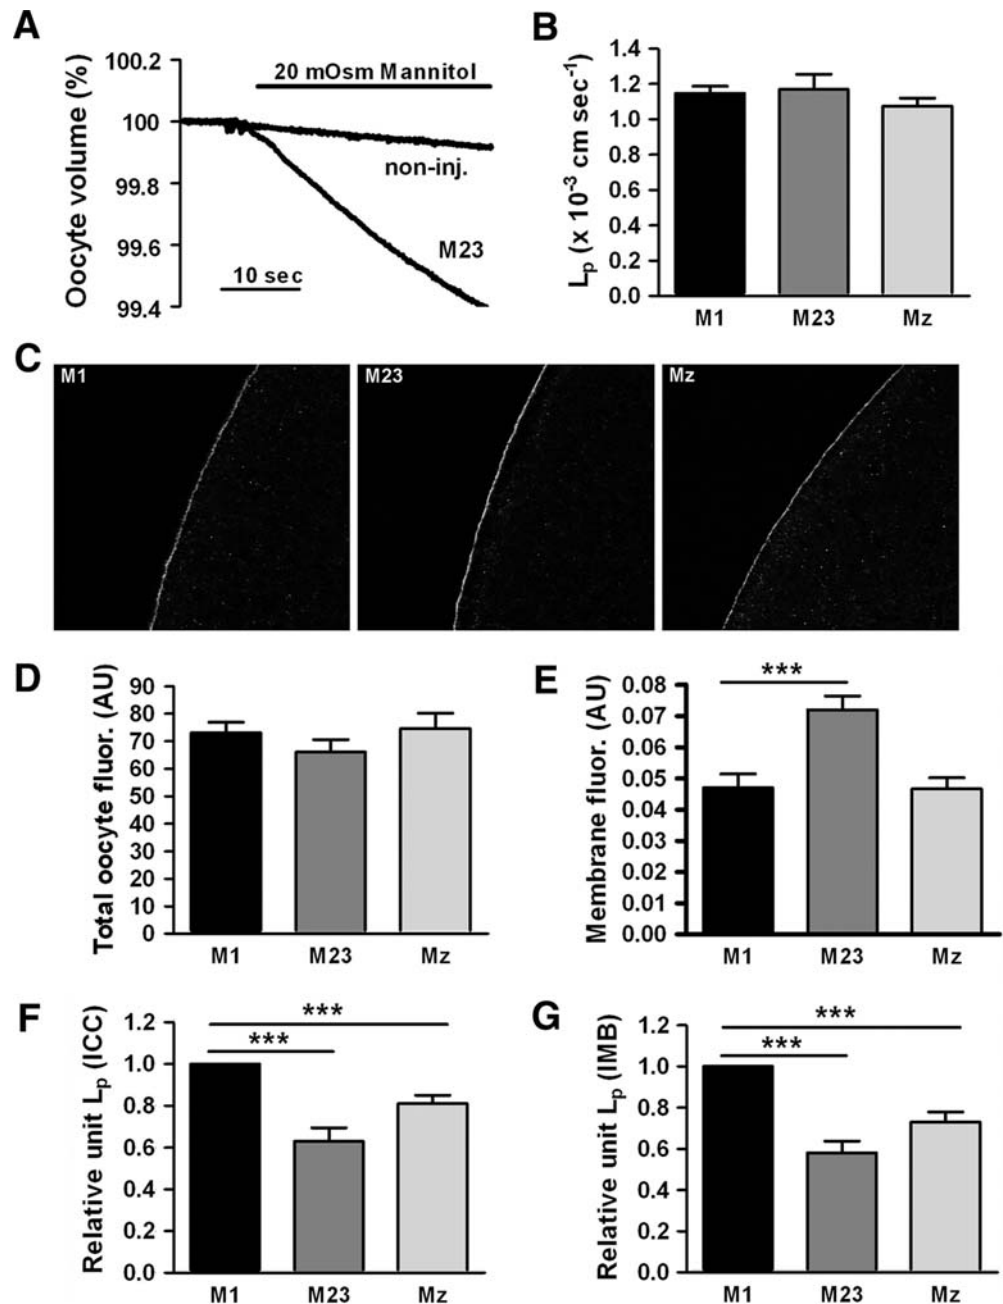 A
Oocyte volume (%)
100.2
100
99.8
99.6
99.4
20 mOsm Mannitol
non-inj.
M23
10 sec
B
Lp (x 10⁻³ cm sec⁻¹)
1.4
1.2
1.0
0.8
0.6
0.4
0.2
0.0
M1 M23 Mz
C
M1 M23 Mz
D
Total oocyte fluor. (AU)
90
80
70
60
50
40
30
20
10
0
M1 M23 Mz
E
Membrane fluor. (AU)
0.08
0.07
0.06
0.05
0.04
0.03
0.02
0.01
0.00
***
M1 M23 Mz
F
Relative unit Lp (ICC)
1.2
1.0
0.8
0.6
0.4
0.2
0.0
***
***
M1 M23 Mz
G
Relative unit Lp (IMB)
1.2
1.0
0.8
0.6
0.4
0.2
0.0
***
***
M1 M23 Mz